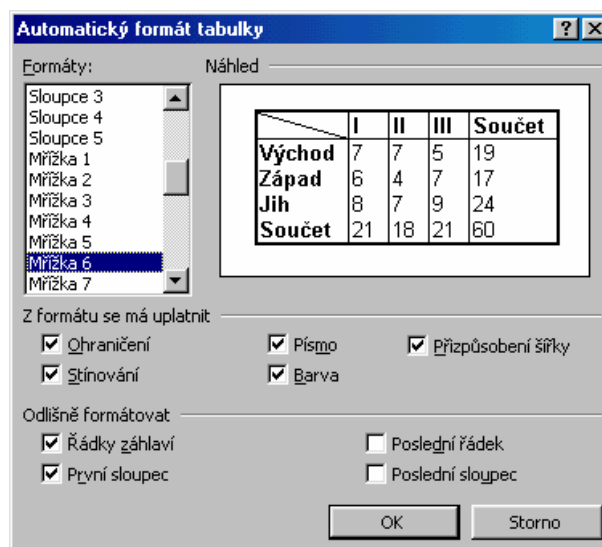 Automatický formát tabulky
Formáty:
Sloupce 3
Sloupce 4
Sloupce 5
Mřížka 1
Mřížka 2
Mřížka 3
Mřížka 4
Mřížka 5
Mřížka 6
Mřížka 7
Náhled
I II III Součet
Východ 7 7 5 19
Západ 6 4 7 17
Jih 8 7 9 24
Součet 21 18 21 60
Z formátu se má uplatnit
Ohraničení Písmo Přizpůsobení šířky
Stínování Barva
Odlišně formátovat
Řádky záhlaví Poslední řádek
První sloupec Poslední sloupec
OK Storno